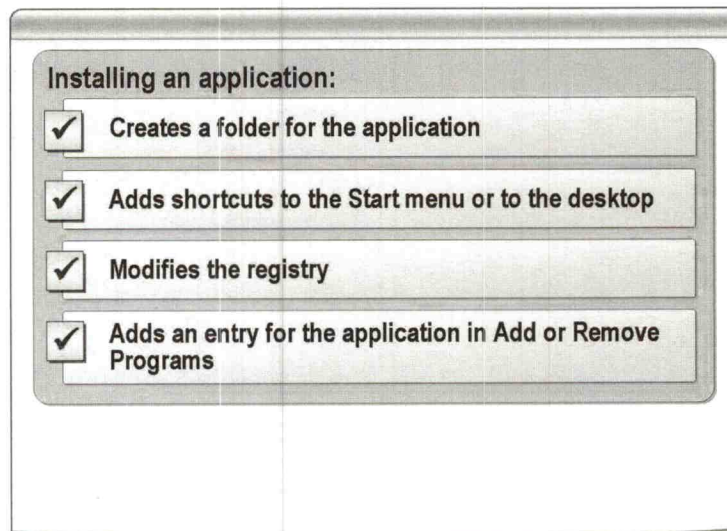 Installing an application:
Creates a folder for the application
Adds shortcuts to the Start menu or to the desktop
Modifies the registry
Adds an entry for the application in Add or Remove
Programs